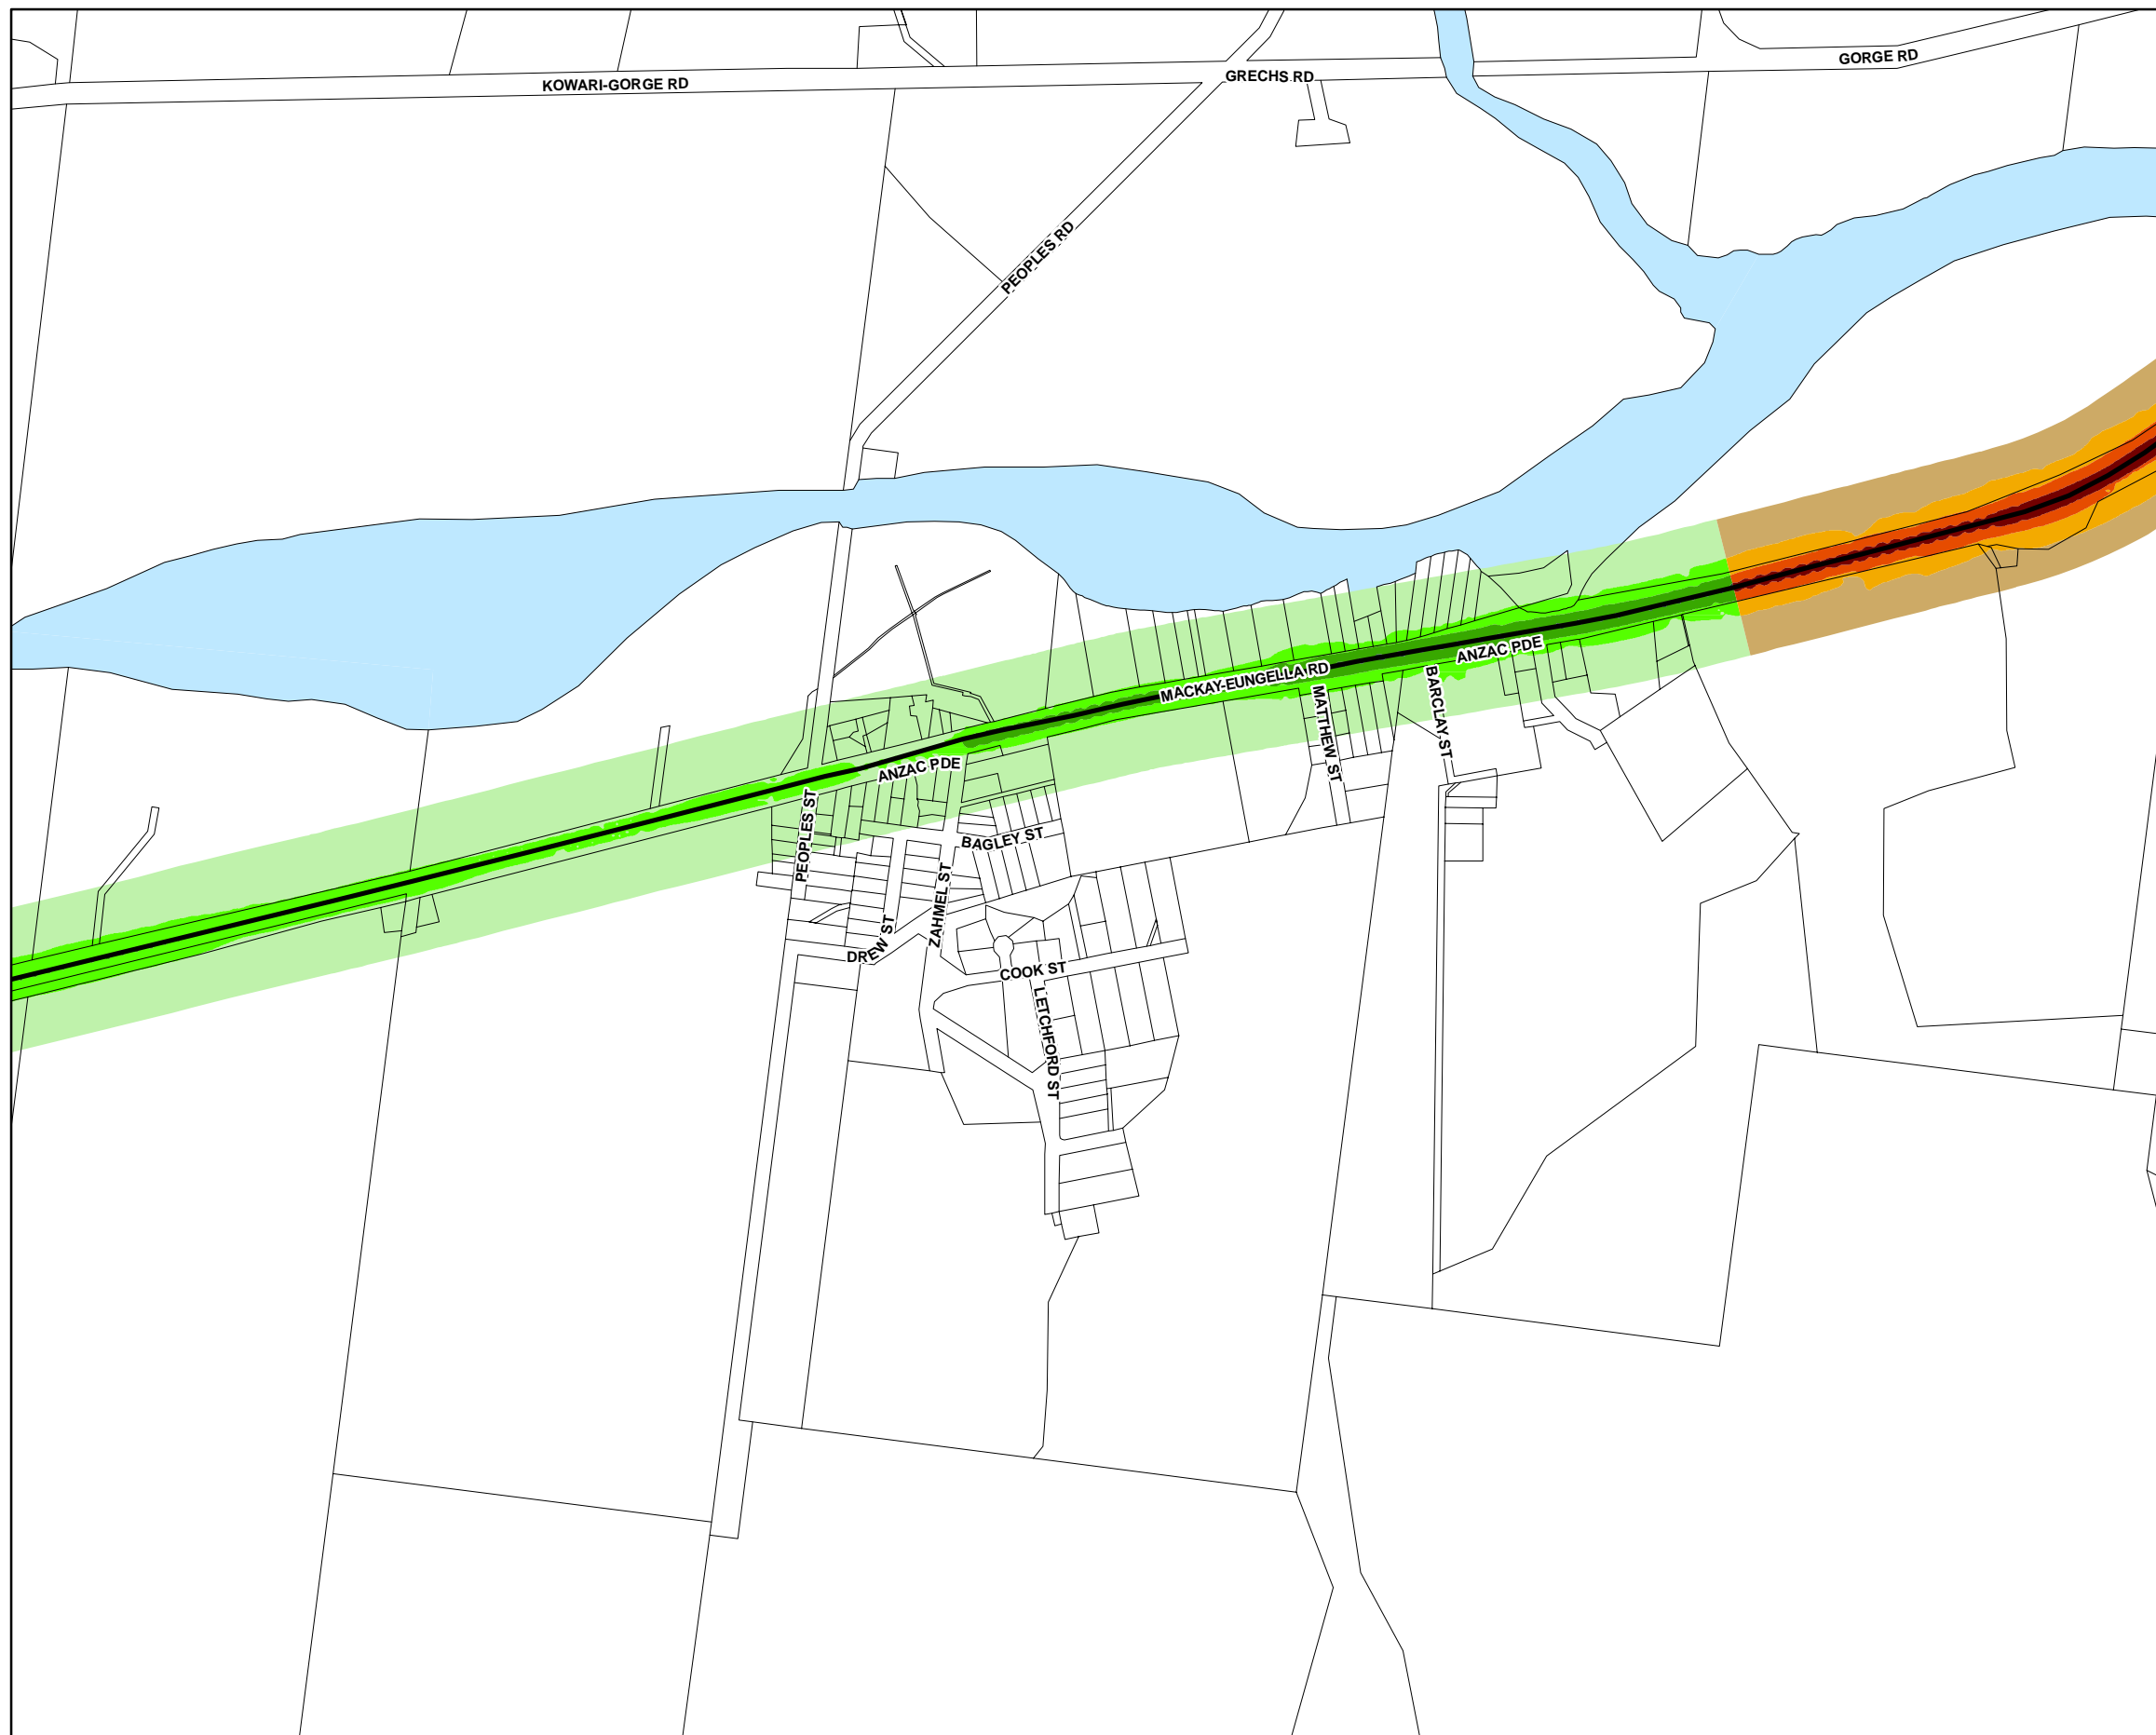 GORGE RD
GRECHS RD
KOWARI-GORGE RD
PEOPLES RD
ANZAC PDE
MACKAY-EUNGELLA RD
BARCLAY ST
MATTHEW ST
ANZAC PDE
PEOPLES ST
BAGLEY ST
ZAHMEL ST
DREW ST
COOK ST
LETCHFORD ST